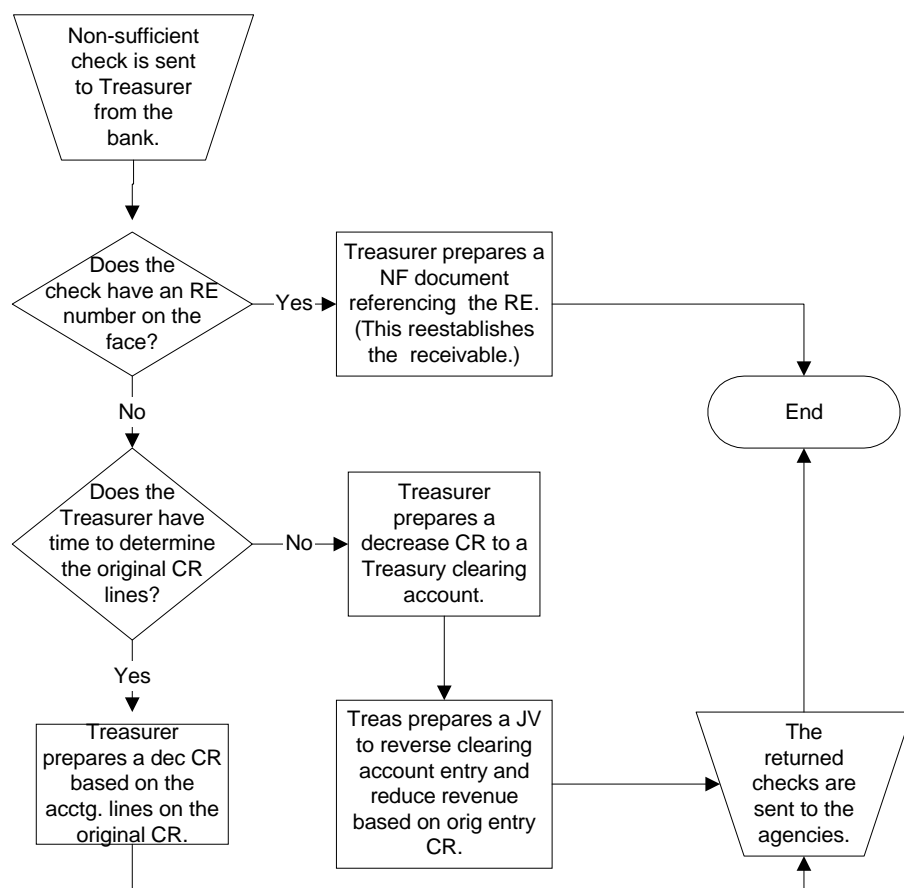 Non-sufficient
check is sent
to Treasurer
from the
bank.
Does the
check have an RE
number on the
face?
Yes
Treasurer prepares a
NF document
referencing the RE.
(This reestablishes
the receivable.)
End
No
Does the
Treasurer have
time to determine
the original CR
lines?
No
Treasurer
prepares a
decrease CR to a
Treasury clearing
account.
Yes
Treasurer
prepares a dec CR
based on the
acctg. lines on the
original CR.
Treas prepares a JV
to reverse clearing
account entry and
reduce revenue
based on orig entry
CR.
The
returned
checks are
sent to the
agencies.